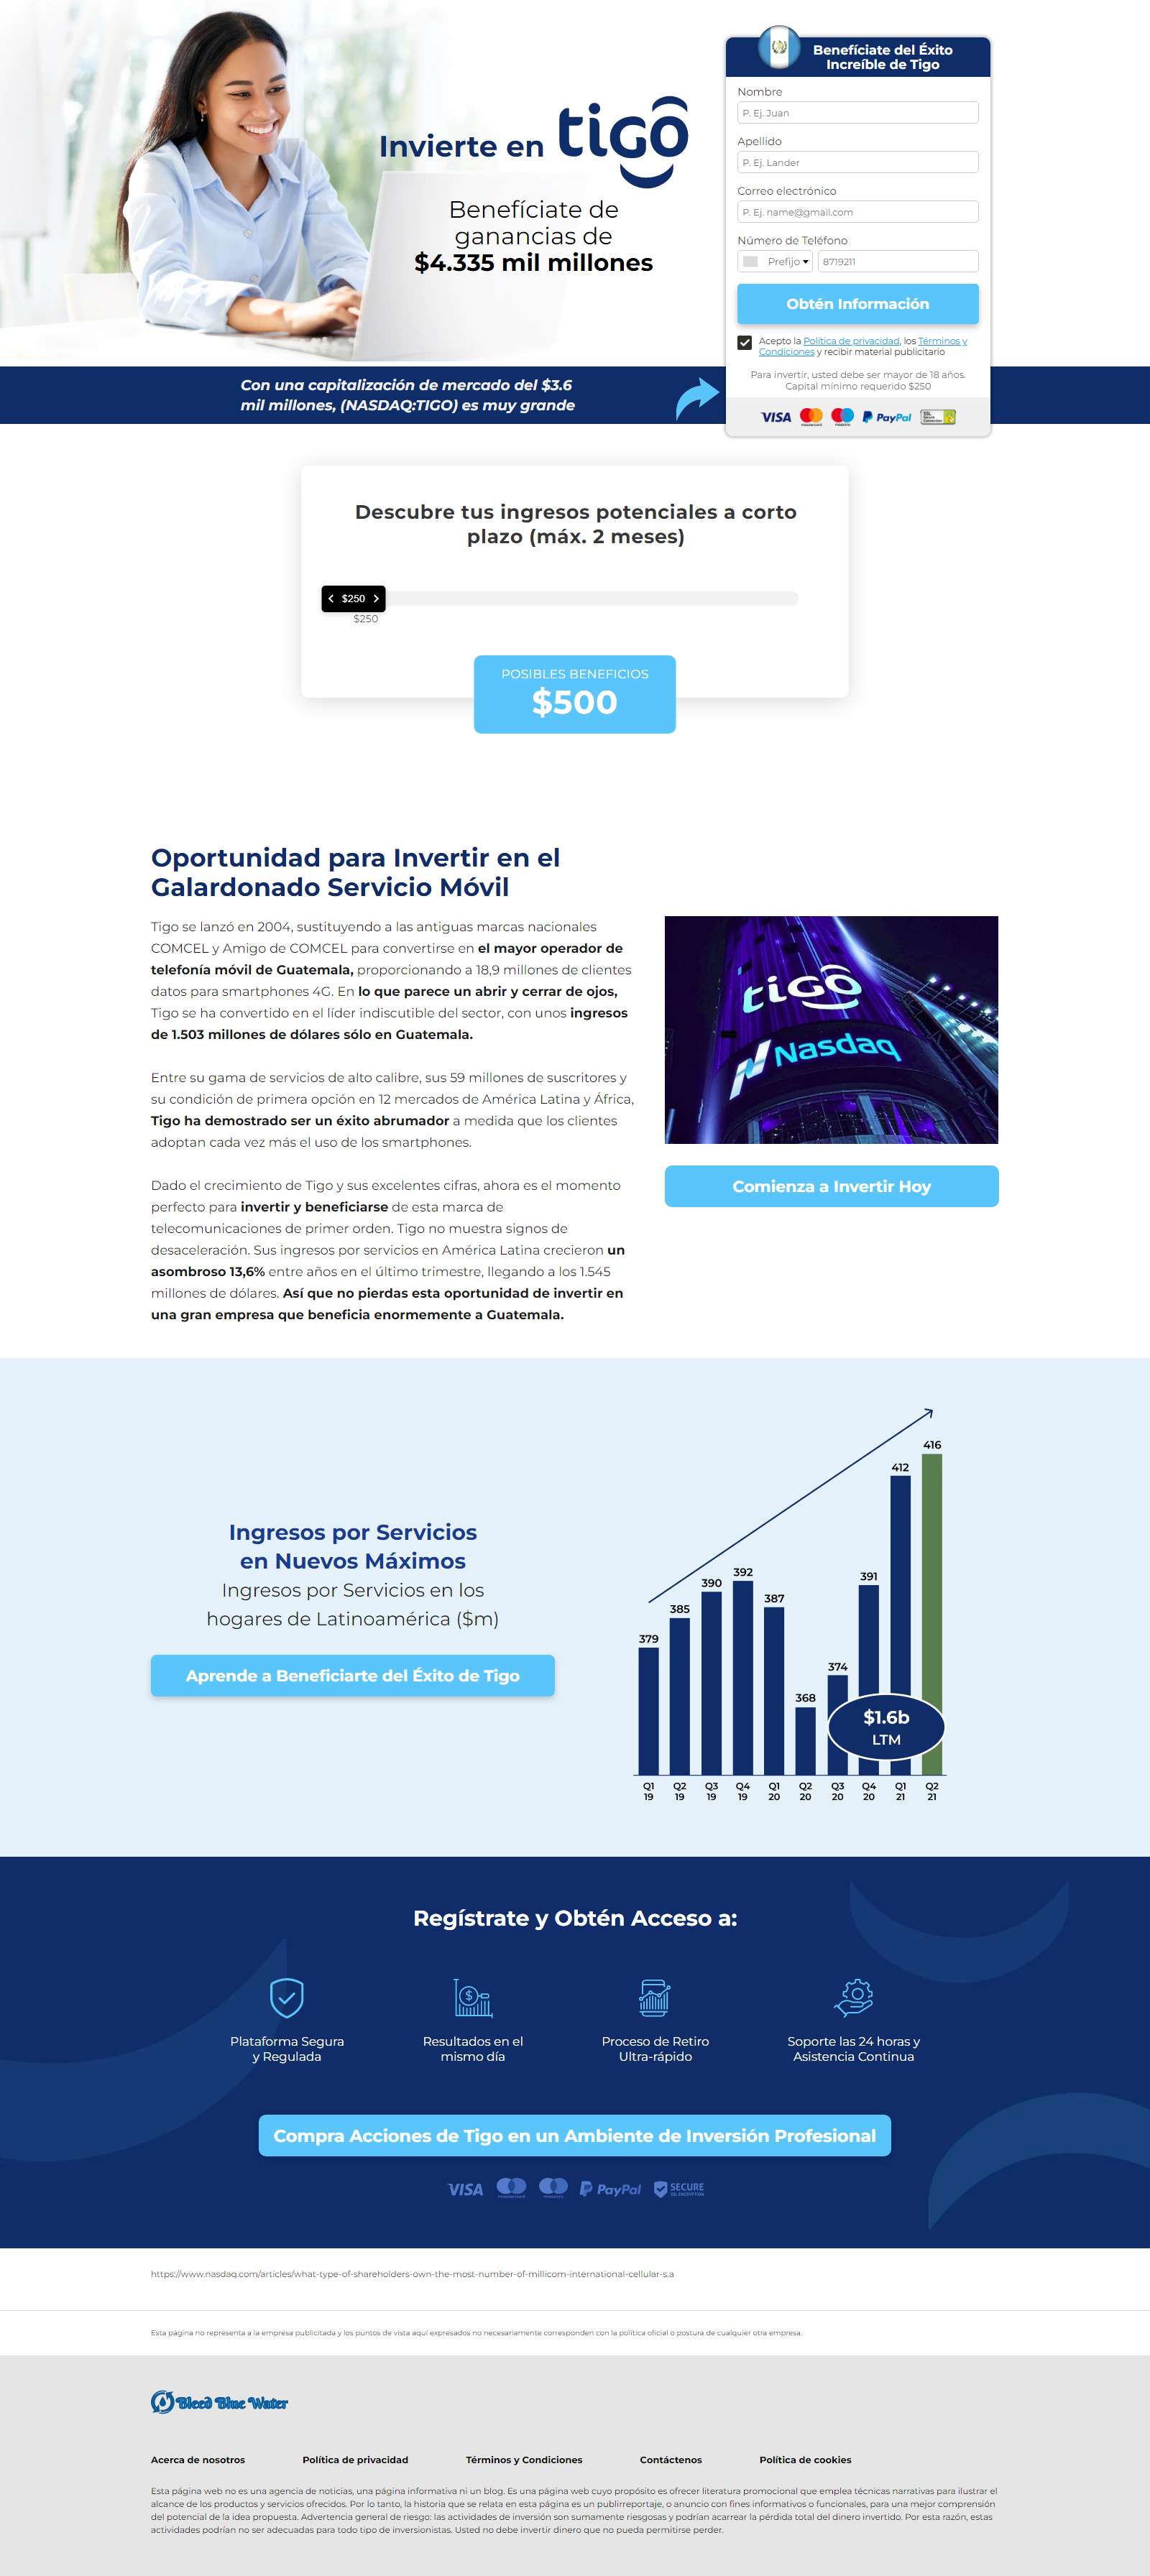 Invierte en tigo
Benefíciate de
ganancias de
$4.335 mil millones
Benefíciate del Éxito
Increíble de Tigo
Nombre
P. Ej. Juan
Apellido
P. Ej. Lander
Correo electrónico
P. Ej. name@gmail.com
Número de Teléfono
Prefijo
8719211
Obtén Información
Acepto la Política de privacidad, los Términos y
Condiciones y recibir material publicitario
Para invertir, usted debe ser mayor de 18 años.
Capital mínimo requerido $250
VISA PayPal
Con una capitalización de mercado del $3.6
mil millones, (NASDAQ:TIGO) es muy grande
Descubre tus ingresos potenciales a corto
plazo (máx. 2 meses)
$250
$250
POSIBLES BENEFICIOS
$500
Oportunidad para Invertir en el
Galardonado Servicio Móvil
Tigo se lanzó en 2004, sustituyendo a las antiguas marcas nacionales
COMCEL y Amigo de COMCEL para convertirse en el mayor operador de
telefonía móvil de Guatemala, proporcionando a 18,9 millones de clientes
datos para smartphones 4G. En lo que parece un abrir y cerrar de ojos,
Tigo se ha convertido en el líder indiscutible del sector, con unos ingresos
de 1.503 millones de dólares sólo en Guatemala.
Entre su gama de servicios de alto calibre, sus 59 millones de suscritores y
su condición de primera opción en 12 mercados de América Latina y África,
Tigo ha demostrado ser un éxito abrumador a medida que los clientes
adoptan cada vez más el uso de los smartphones.
Dado el crecimiento de Tigo y sus excelentes cifras, ahora es el momento
perfecto para invertir y beneficiarse de esta marca de
telecomunicaciones de primer orden. Tigo no muestra signos de
desaceleración. Sus ingresos por servicios en América Latina crecieron un
asombroso 13,6% entre años en el último trimestre, llegando a los 1.545
millones de dólares. Así que no pierdas esta oportunidad de invertir en
una gran empresa que beneficia enormemente a Guatemala.
tigo
Nasdaq
Comienza a Invertir Hoy
Ingresos por Servicios
en Nuevos Máximos
Ingresos por Servicios en los
hogares de Latinoamérica ($m)
Aprende a Beneficiarte del Éxito de Tigo
379 385 390 392 387 368 374 391 412 416
$1.6b
LTM
Q1 Q2 Q3 Q4 Q1 Q2 Q3 Q4 Q1 Q2
19 19 19 19 20 20 20 20 21 21
Regístrate y Obtén Acceso a:
Plataforma Segura
y Regulada
Resultados en el
mismo día
Proceso de Retiro
Ultra-rápido
Soporte las 24 horas y
Asistencia Continua
Compra Acciones de Tigo en un Ambiente de Inversión Profesional
VISA PayPal SECURE
https://www.nasdaq.com/articles/what-type-of-shareholders-own-the-most-number-of-millicom-international-cellular-s.a
Esta página no representa a la empresa publicitada y los puntos de vista aquí expresados no necesariamente corresponden con la política oficial o postura de cualquier otra empresa.
Bleed Blue Water
Acerca de nosotros
Política de privacidad
Términos y Condiciones
Contáctenos
Política de cookies
Esta página web no es una agencia de noticias, una página informativa ni un blog. Es una página web cuyo propósito es ofrecer literatura promocional que emplea técnicas narrativas para ilustrar el
alcance de los productos y servicios ofrecidos. Por lo tanto, la historia que se relata en esta página es un publirreportaje, o anuncio con fines informativos o funcionales, para una mejor comprensión
del potencial de la idea propuesta. Advertencia general de riesgo: las actividades de inversión son sumamente riesgosas y podrían acarrear la pérdida total del dinero invertido. Por esta razón, estas
actividades podrían no ser adecuadas para todo tipo de inversionistas. Usted no debe invertir dinero que no pueda permitirse perder.